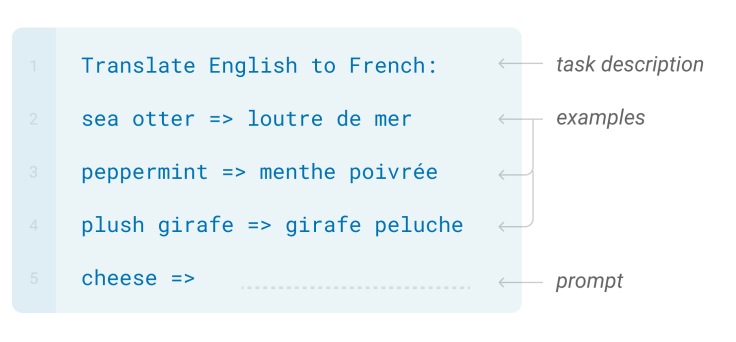 1 Translate English to French: task description
2 sea otter => loutre de mer examples
3 peppermint => menthe poivrée
4 plush girafe => girafe peluche
5 cheese => prompt